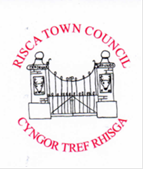 RISCA TOWN COUNCIL
CYNGOR TREF RHISGA